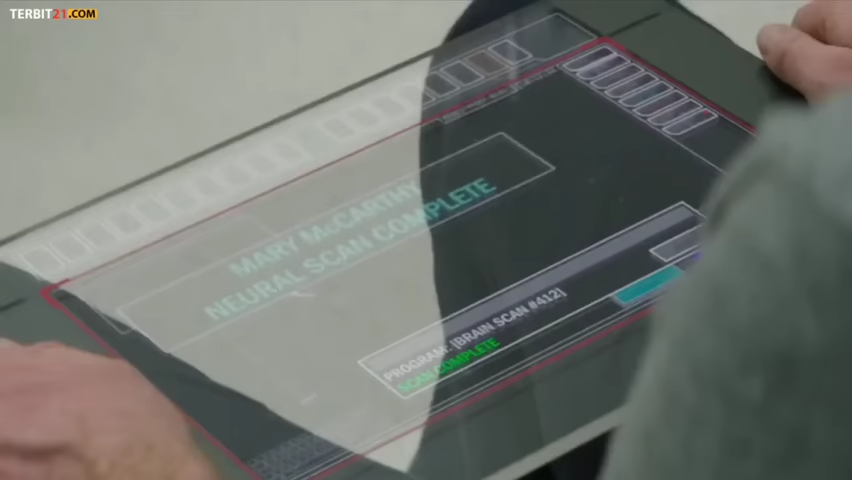 TERBIT21.COM
MARY McCARTHY
NEURAL SCAN COMPLETE
PROGRAM: [BRAIN SCAN #412]
SCAN COMPLETE